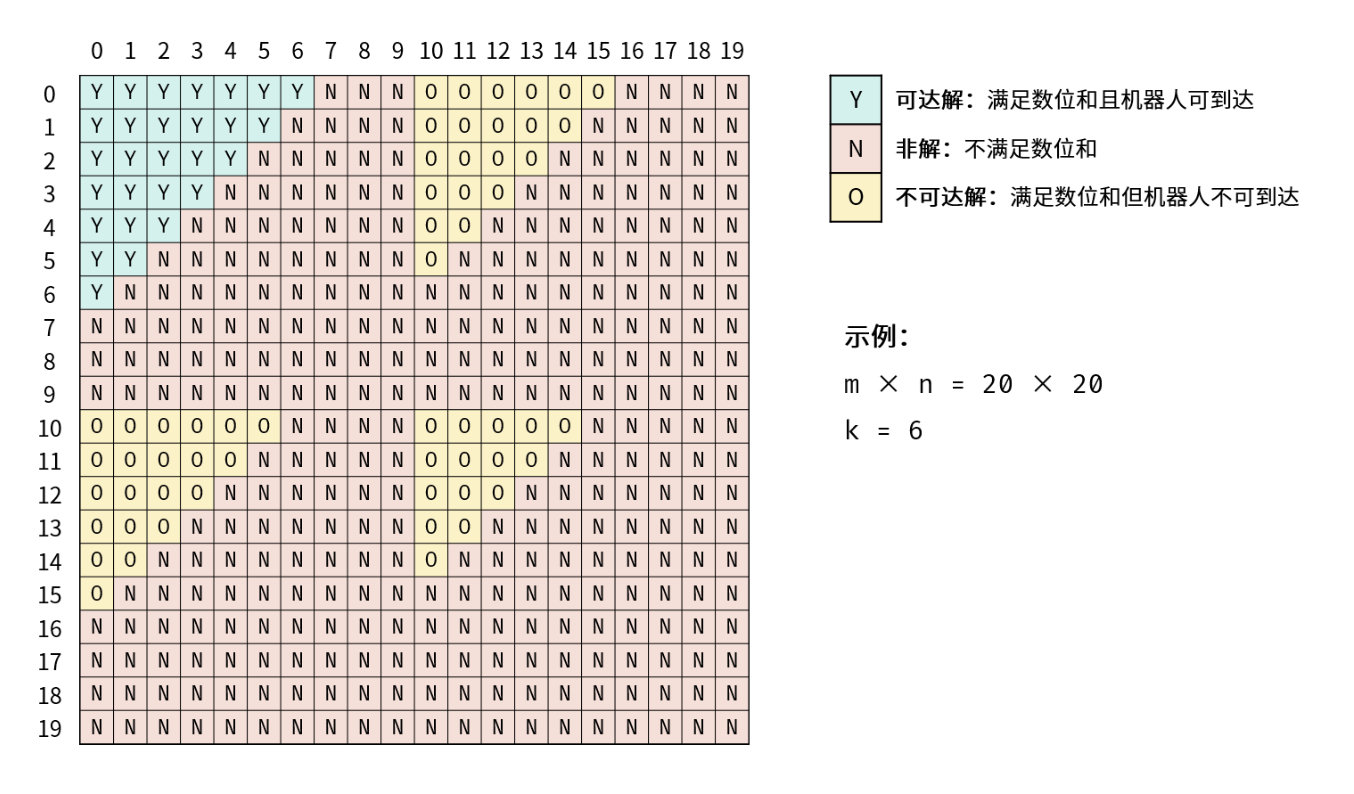 0 1 2 3 4 5 6 7 8 9 10 11 12 13 14 15 16 17 18 19
0 Y Y Y Y Y Y Y N N N O O O O O O N N N N
1 Y Y Y Y Y Y N N N N O O O O O N N N N N
2 Y Y Y Y Y N N N N N O O O O N N N N N N
3 Y Y Y Y N N N N N N O O O N N N N N N N
4 Y Y Y N N N N N N N O O N N N N N N N N
5 Y Y N N N N N N N N O N N N N N N N N N
6 Y N N N N N N N N N N N N N N N N N N N
7 N N N N N N N N N N N N N N N N N N N N
8 N N N N N N N N N N N N N N N N N N N N
9 N N N N N N N N N N N N N N N N N N N N
10 O O O O O O N N N N O O O O O N N N N N
11 O O O O O N N N N N O O O O N N N N N N
12 O O O O N N N N N N O O O N N N N N N N
13 O O O N N N N N N N O O N N N N N N N N
14 O O N N N N N N N N O N N N N N N N N N
15 O N N N N N N N N N N N N N N N N N N N
16 N N N N N N N N N N N N N N N N N N N N
17 N N N N N N N N N N N N N N N N N N N N
18 N N N N N N N N N N N N N N N N N N N N
19 N N N N N N N N N N N N N N N N N N N N
Y 可达解：满足数位和且机器人可到达
N 非解：不满足数位和
O 不可达解：满足数位和但机器人不可到达
示例：
m × n = 20 × 20
k = 6